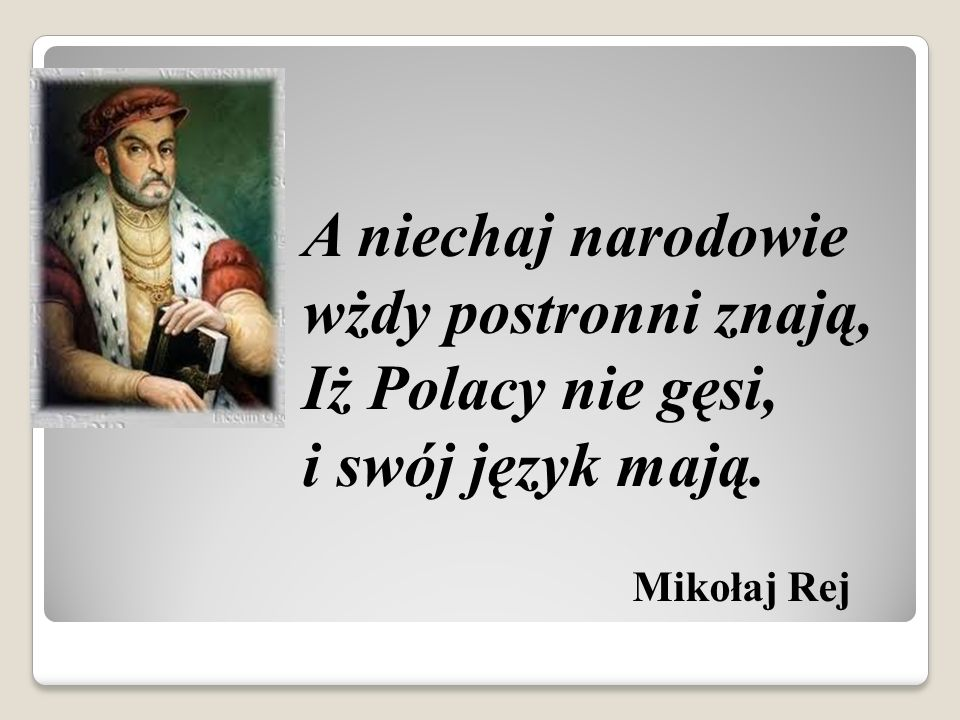 A niechaj narodowie
wżdy postronni znają,
Iż Polacy nie gęsi,
i swój język mają.
Mikołaj Rej